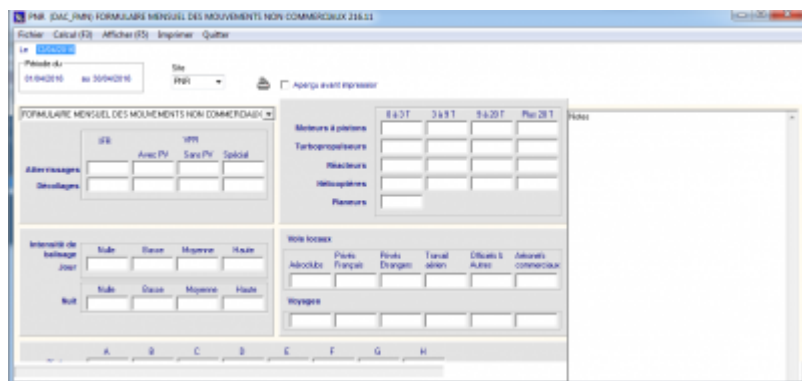 PNR (DAC_FMN) FORMULAIRE MENSUEL DES MOUVEMENTS NON COMMERCIAUX 216.11
Fichier Calcul (F3) Afficher (F5) Imprimer Quitter
Le
Période du
01/04/2016 au 30/04/2016
Site
PNR
Aperçu avant impression
FORMULAIRE MENSUEL DES MOUVEMENTS NON COMMERCIAUX
IFR VFR
Avec PV Sans PV Spécial
Atterrissages
Décollages
0 à 3 T 3 à 9 T 9 à 20 T Plus 20 T
Moteurs à pistons
Turbopropulseurs
Réacteurs
Hélicoptères
Planeurs
Notes
Intensité de balisage
Jour
Nulle Basse Moyenne Haute
Nuit
Nulle Basse Moyenne Haute
Vols locaux
Aéroclubs Privés Français Privés Etrangers Travail aérien Officiels & Autres Aéronefs commerciaux
Voyages
A B C D E F G H